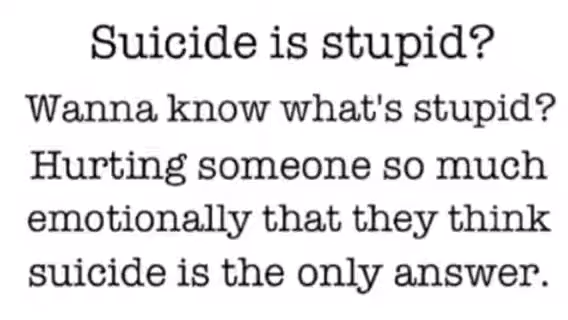 Suicide is stupid?
Wanna know what's stupid?
Hurting someone so much
emotionally that they think
suicide is the only answer.